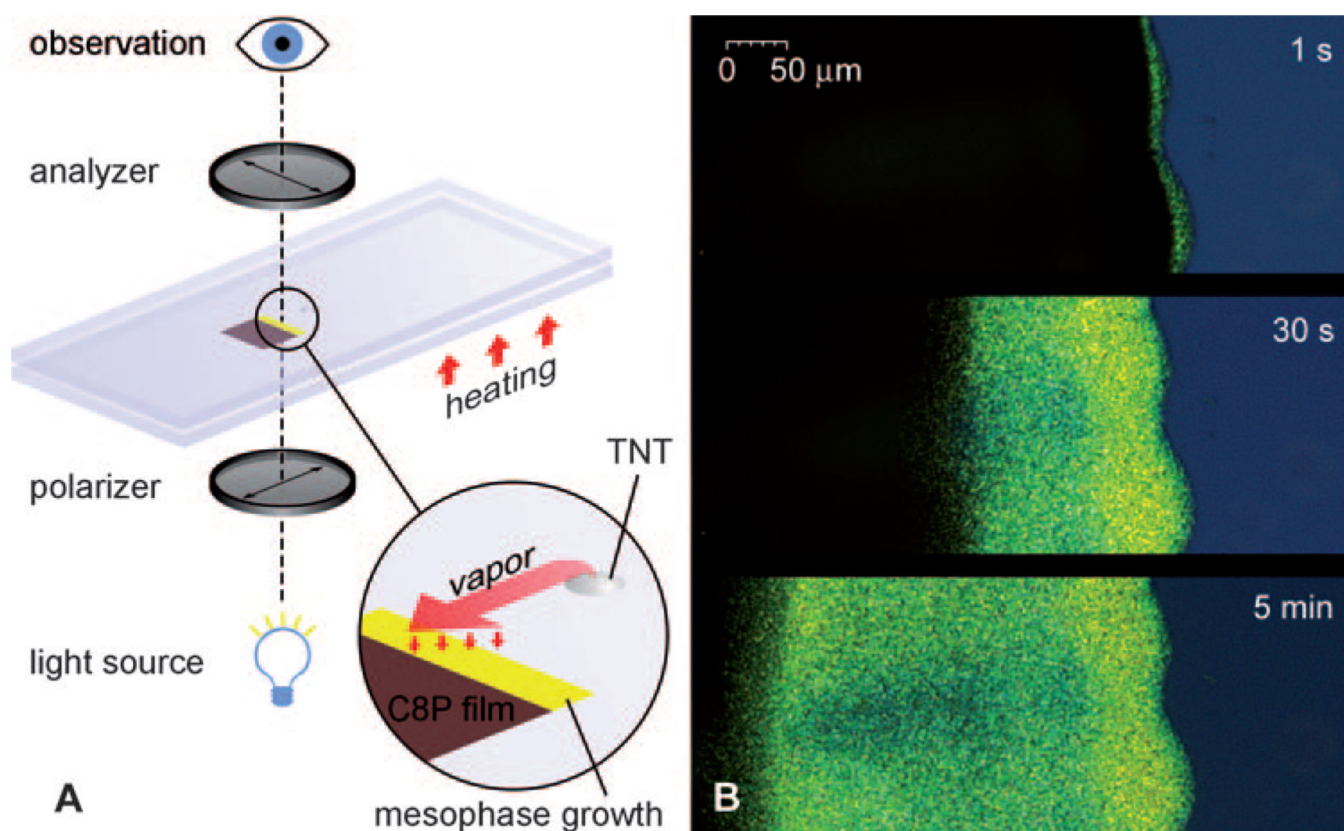 observation
analyzer
heating
polarizer
TNT
vapor
light source
C8P film
mesophase growth
A
0 50 μm
1 s
30 s
5 min
B